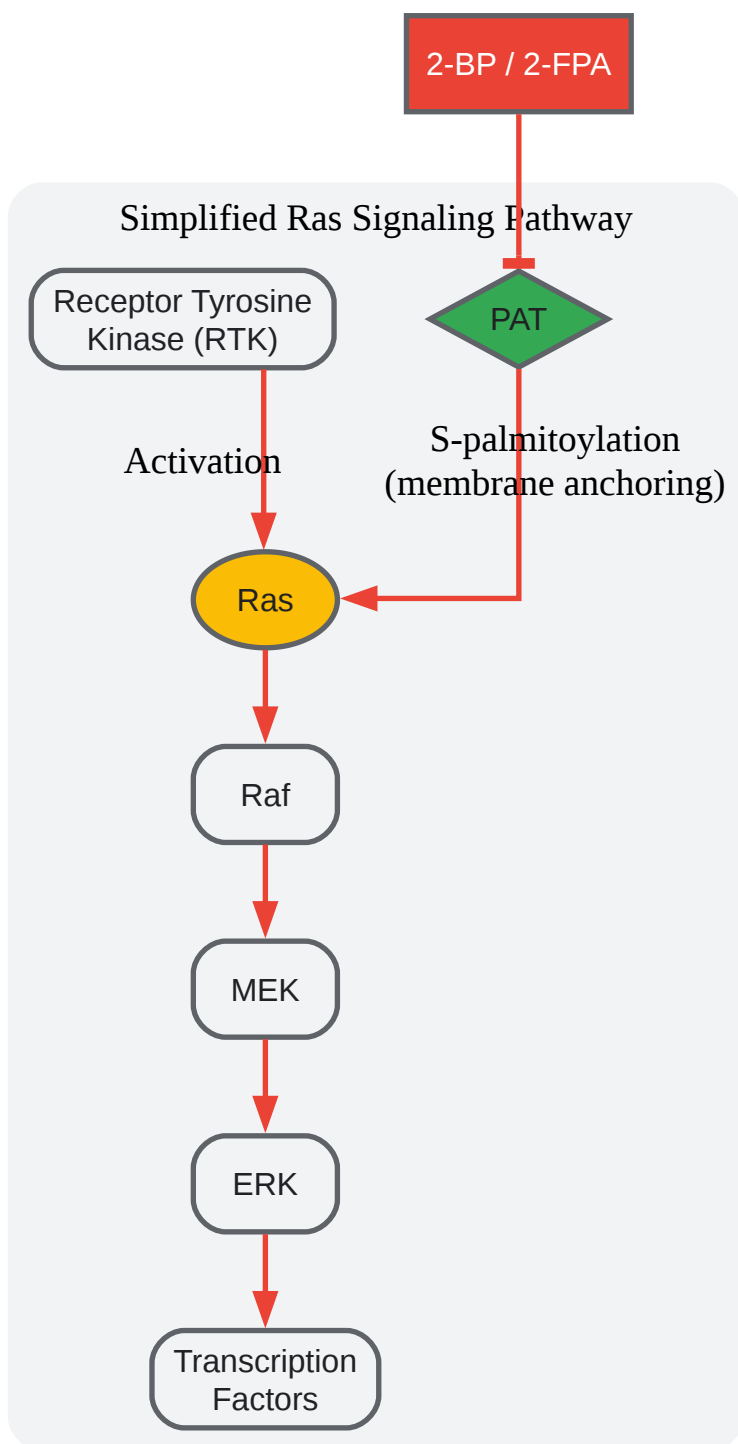 2-BP / 2-FPA
Simplified Ras Signaling Pathway
Receptor Tyrosine
Kinase (RTK)
PAT
Activation
S-palmitoylation
(membrane anchoring)
Ras
Raf
MEK
ERK
Transcription
Factors